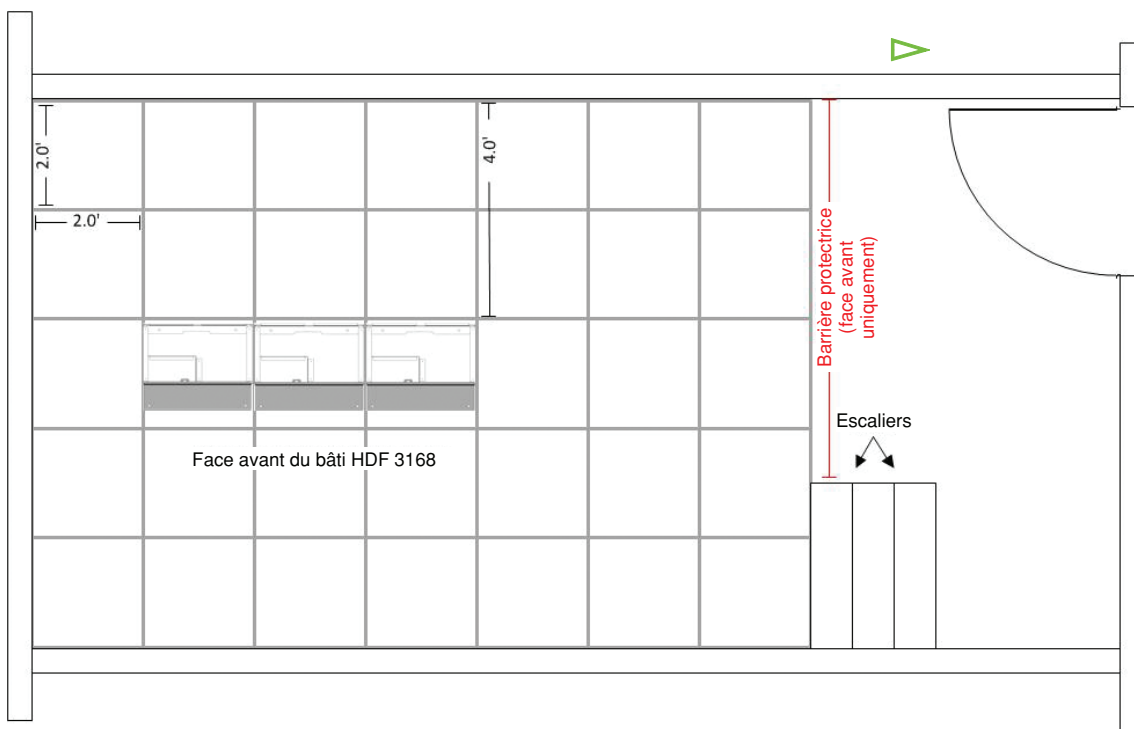 2.0'
2.0'
4.0'
Barrière protectrice
(face avant
uniquement)
Escaliers
Face avant du bâti HDF 3168